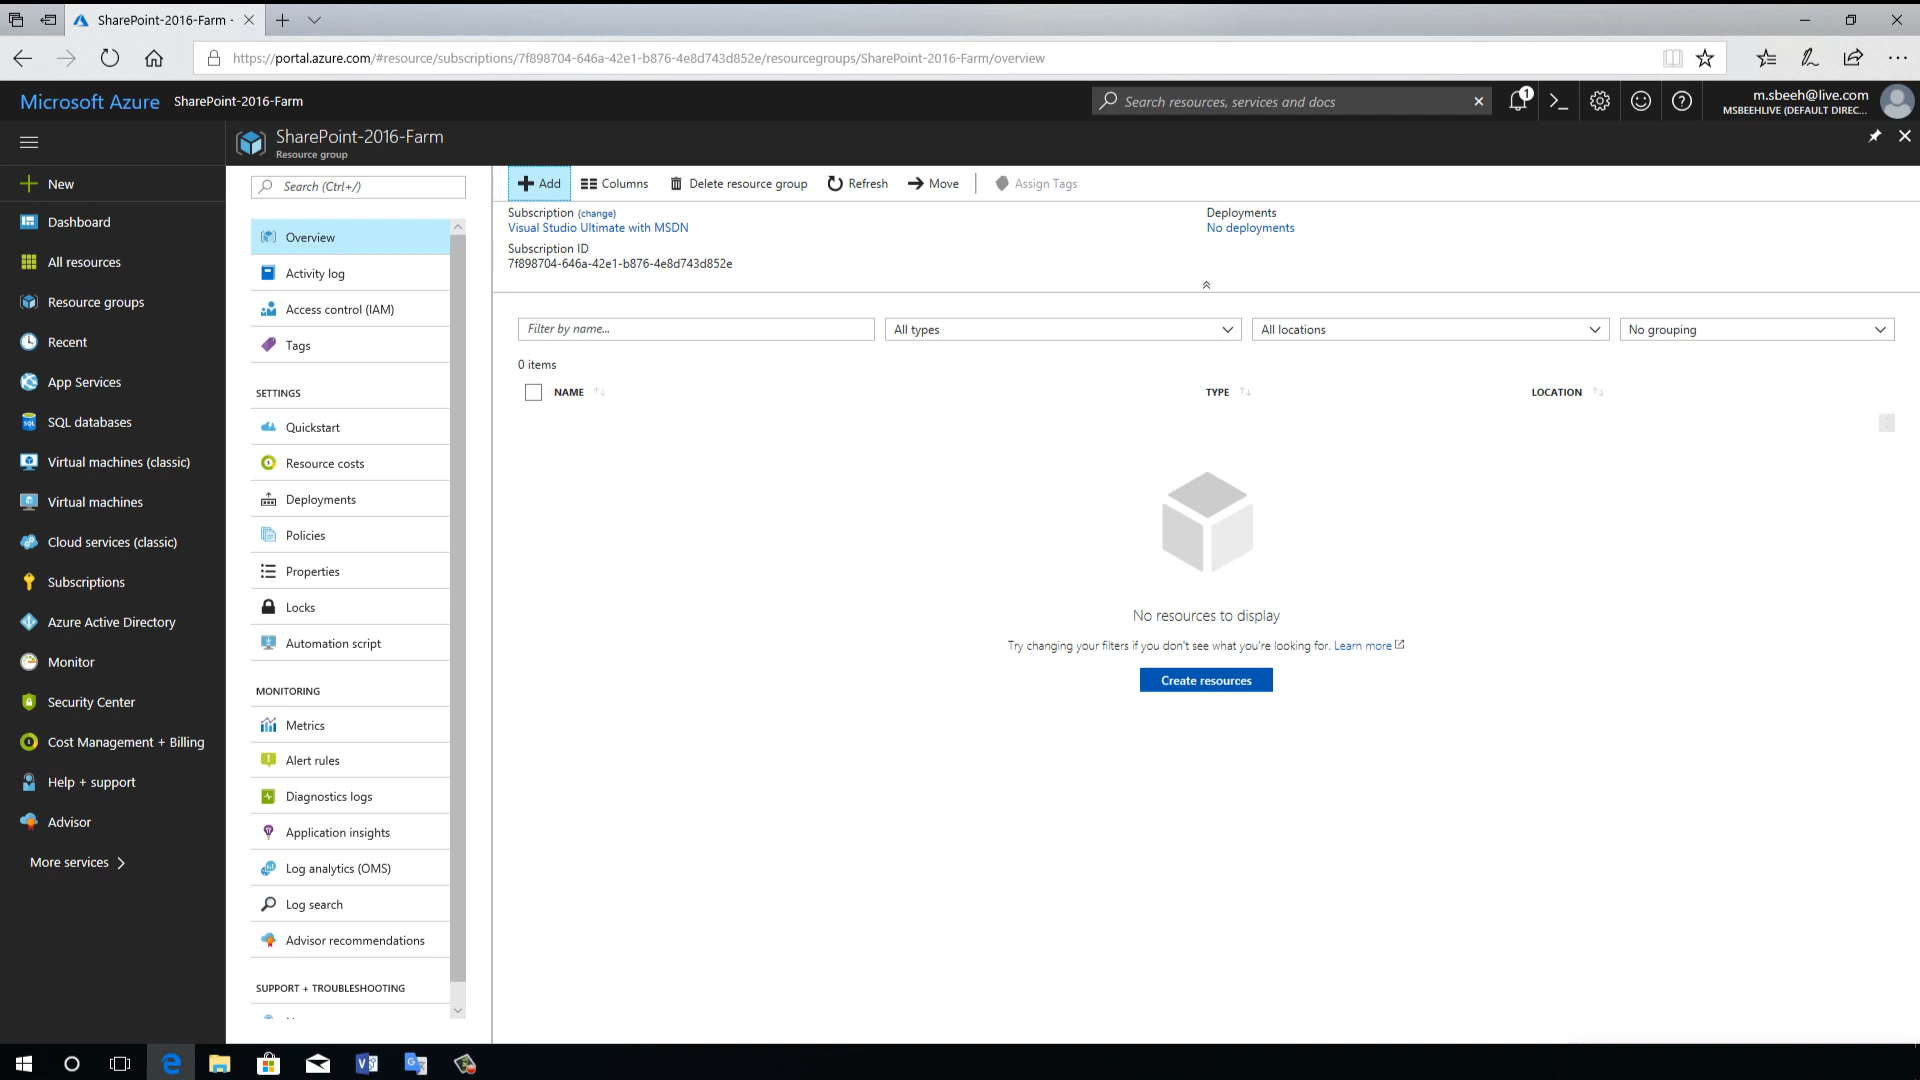 SharePoint-2016-Farm -
https://portal.azure.com/#resource/subscriptions/7f898704-646a-42e1-b876-4e8d743d852e/resourcegroups/SharePoint-2016-Farm/overview
Microsoft Azure SharePoint-2016-Farm
Search resources, services and docs
1
m.sbeeh@live.com
MSBEEHLIVE (DEFAULT DIREC...
SharePoint-2016-Farm
Resource group
New
Dashboard
All resources
Resource groups
Recent
App Services
SQL databases
Virtual machines (classic)
Virtual machines
Cloud services (classic)
Subscriptions
Azure Active Directory
Monitor
Security Center
Cost Management + Billing
Help + support
Advisor
More services
Search (Ctrl+/)
Overview
Activity log
Access control (IAM)
Tags
SETTINGS
Quickstart
Resource costs
Deployments
Policies
Properties
Locks
Automation script
MONITORING
Metrics
Alert rules
Diagnostics logs
Application insights
Log analytics (OMS)
Log search
Advisor recommendations
SUPPORT + TROUBLESHOOTING
Add Columns Delete resource group Refresh Move Assign Tags
Subscription (change)
Visual Studio Ultimate with MSDN
Subscription ID
7f898704-646a-42e1-b876-4e8d743d852e
Deployments
No deployments
Filter by name... All types All locations No grouping
0 items
NAME TYPE LOCATION
No resources to display
Try changing your filters if you don't see what you're looking for. Learn more
Create resources